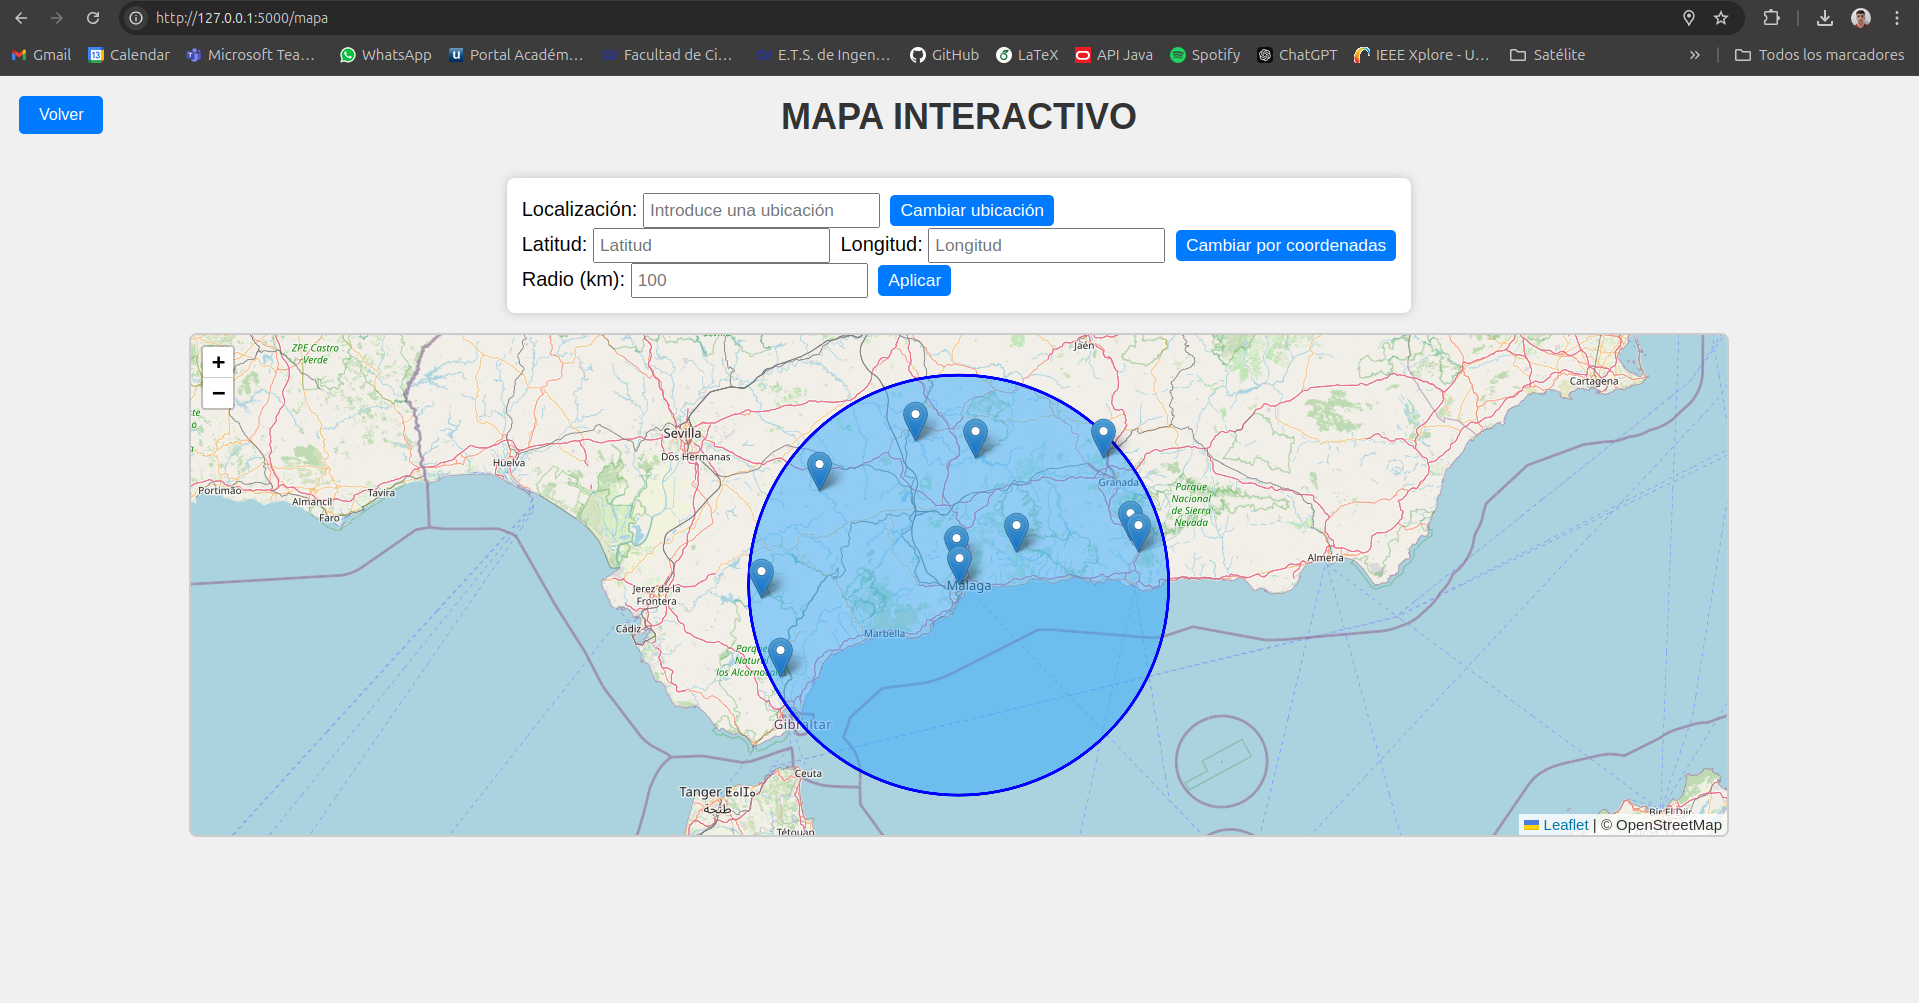 http://127.0.0.1:5000/mapa
Gmail Calendar Microsoft Tea... WhatsApp Portal Académ... Facultad de Ci... E.T.S. de Ingen... GitHub LaTeX API Java Spotify ChatGPT IEEE Xplore - U... Satélite » Todos los marcadores
Volver
MAPA INTERACTIVO
Localización: Introduce una ubicación Cambiar ubicación
Latitud: Latitud Longitud: Longitud Cambiar por coordenadas
Radio (km): 100 Aplicar
+
−
ZPE Castro
Verde
Jaén
Cartagena
Sevilla
Dos Hermanas
Huelva
Portimão
Almancil
Tavira
Faro
Granada
Parque
Nacional
de Sierra
Nevada
Almería
Málaga
Jerez de la
Frontera
Cádiz
Marbella
Parque
Natural
los Alcornoc
Gibraltar
Ceuta
Tanger ⵟⴰⵏⵊⴰ
طنجة
Tétouan
Bir El Djir
Leaflet | © OpenStreetMap